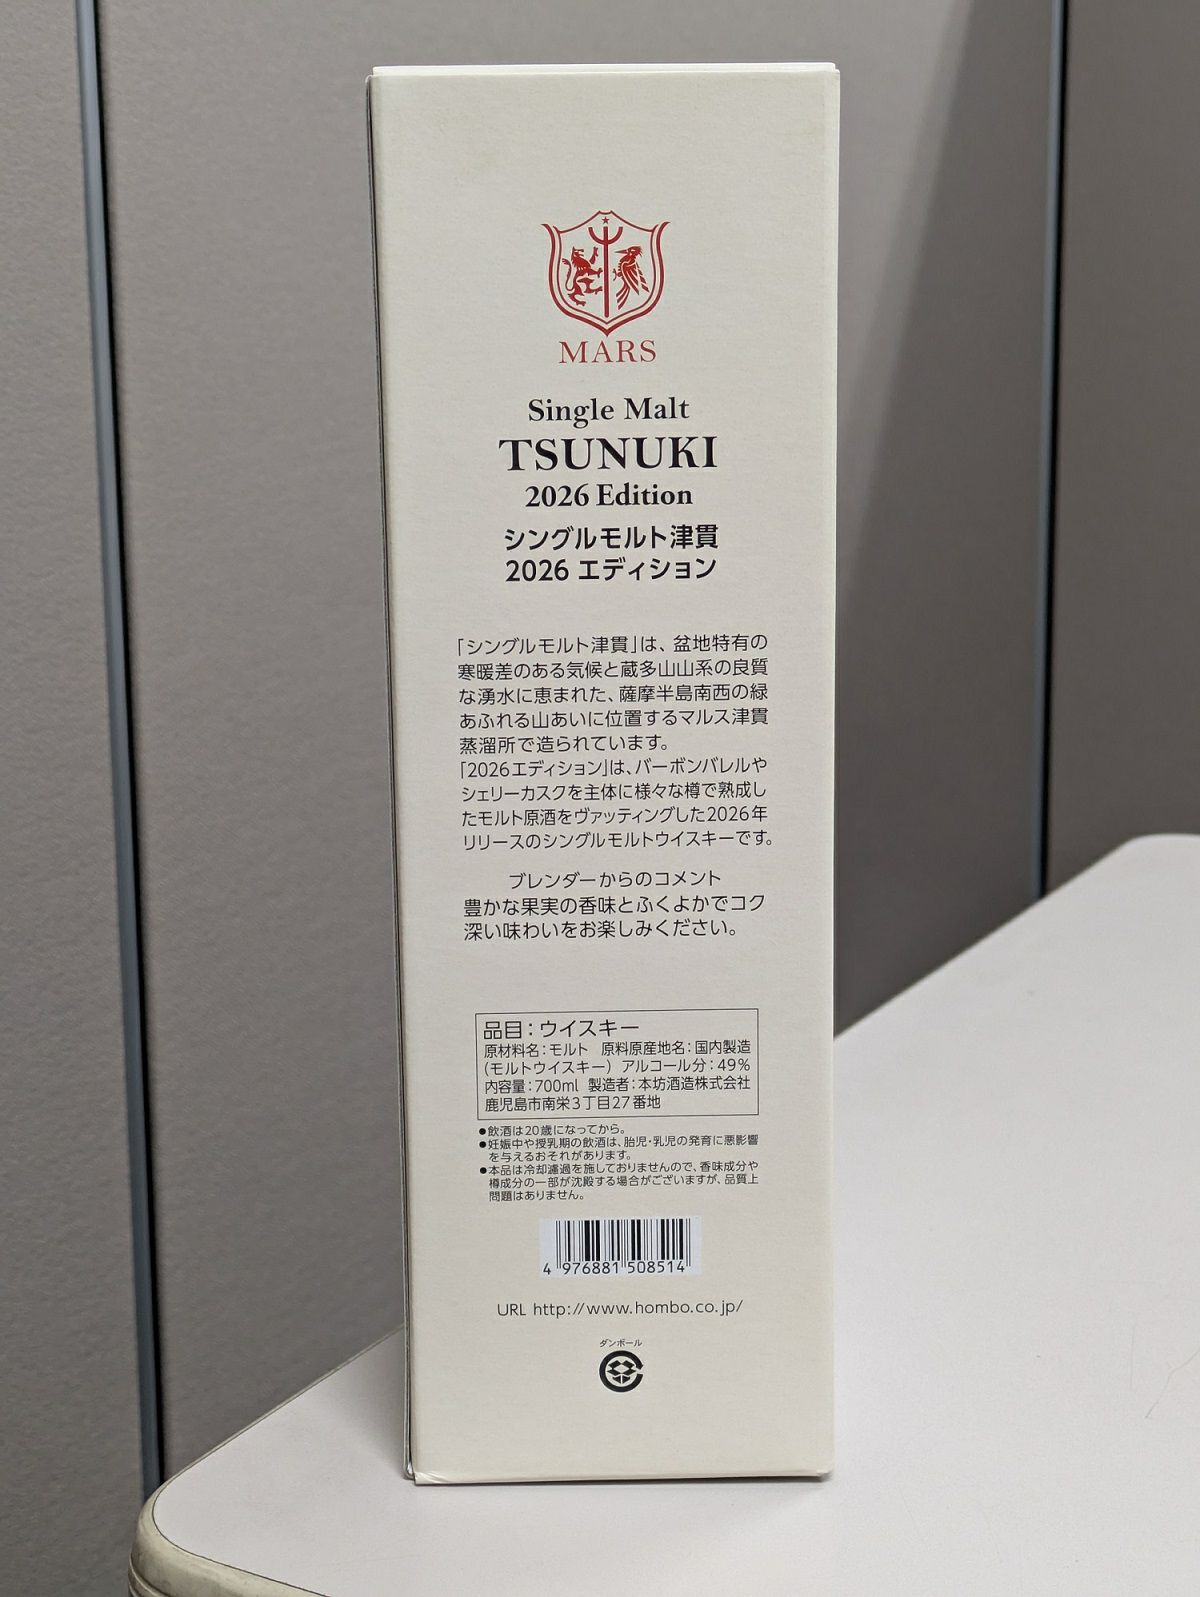 MARS
Single Malt
TSUNUKI
2026 Edition
シングルモルト津貫
2026 エディション
「シングルモルト津貫」は、盆地特有の
寒暖差のある気候と蔵多山山系の良質
な湧水に恵まれた、薩摩半島南西の緑
あふれる山あいに位置するマルス津貫
蒸溜所で造られています。
「2026エディション」は、バーボンバレルや
シェリーカスクを主体に様々な樽で熟成し
たモルト原酒をヴァッティングした2026年
リリースのシングルモルトウイスキーです。
ブレンダーからのコメント
豊かな果実の香味とふくよかでコク
深い味わいをお楽しみください。
品目：ウイスキー
原材料名：モルト 原料原産地名：国内製造
（モルトウイスキー） アルコール分：49%
内容量：700ml 製造者：本坊酒造株式会社
鹿児島市南栄3丁目27番地
●飲酒は20歳になってから。
●妊娠中や授乳期の飲酒は、胎児・乳児の発育に悪影響
を与えるおそれがあります。
●本品は冷却濾過を施しておりませんので、香味成分や
樽成分の一部が沈殿する場合がございますが、品質上
問題はありません。
4 976881 508514
URL http://www.hombo.co.jp/
ダンボール